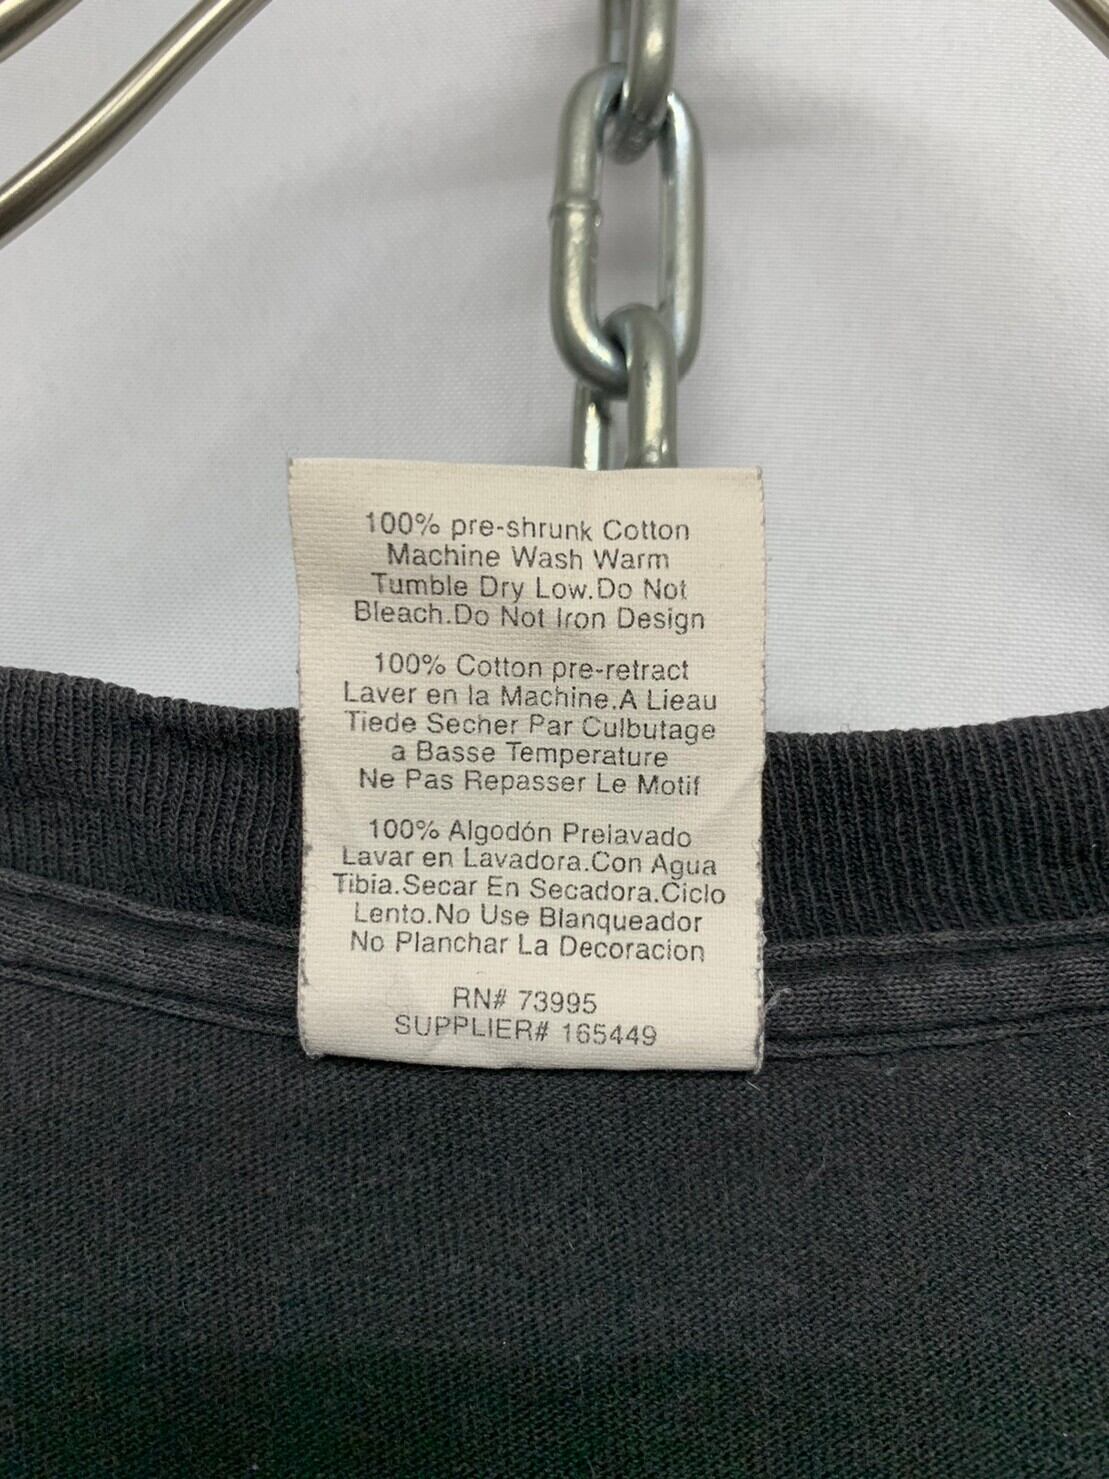 100% pre-shrunk Cotton
Machine Wash Warm
Tumble Dry Low.Do Not
Bleach.Do Not Iron Design
100% Cotton pre-retract
Laver en la Machine.A Lieau
Tiede Secher Par Culbutage
a Basse Temperature
Ne Pas Repasser Le Motif
100% Algodón Prelavado
Lavar en Lavadora.Con Agua
Tibia.Secar En Secadora.Ciclo
Lento.No Use Blanqueador
No Planchar La Decoracion
RN# 73995
SUPPLIER# 165449